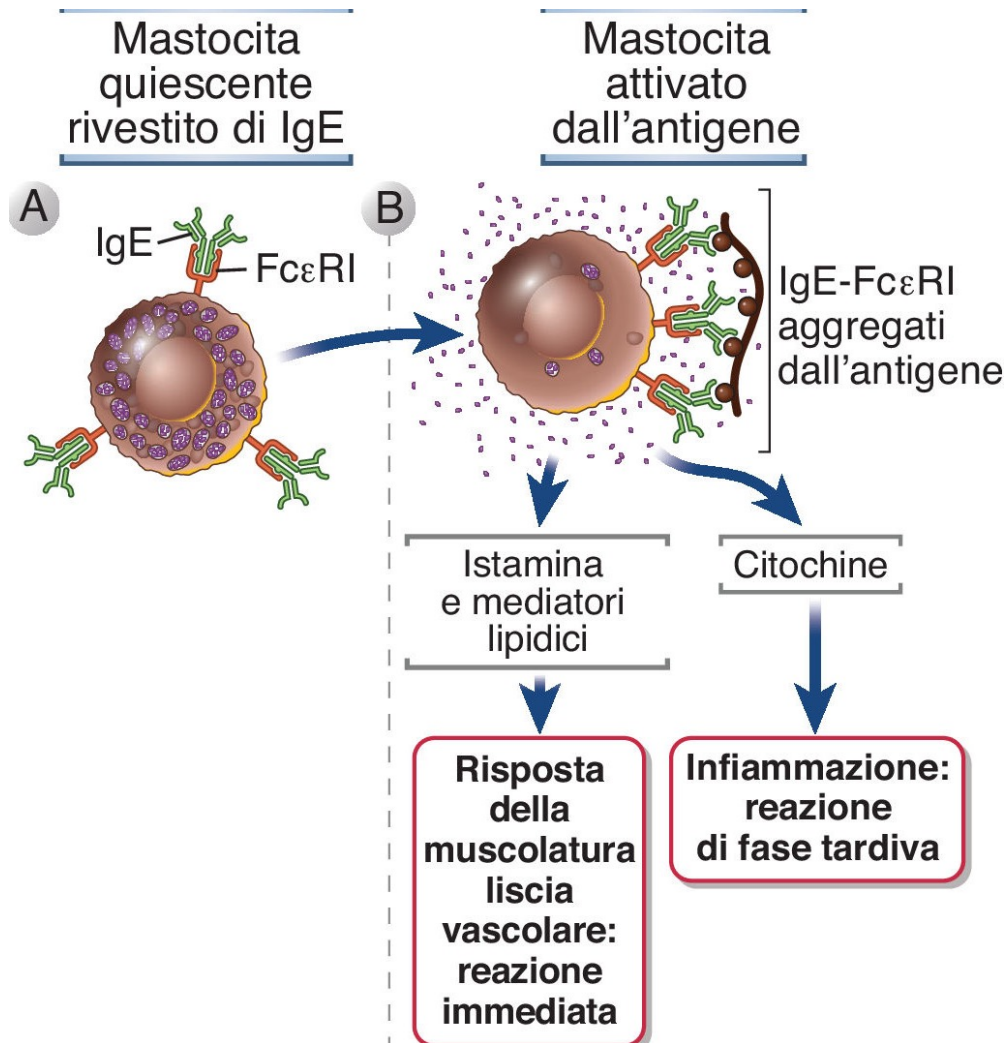 Mastocita
quiescente
rivestito di IgE
Mastocita
attivato
dall'antigene
A
IgE
FcεRI
B
IgE-FcεRI
aggregati
dall'antigene
Istamina
e mediatori
lipidici
Citochine
Risposta
della
muscolatura
liscia
vascolare:
reazione
immediata
Infiammazione:
reazione
di fase tardiva